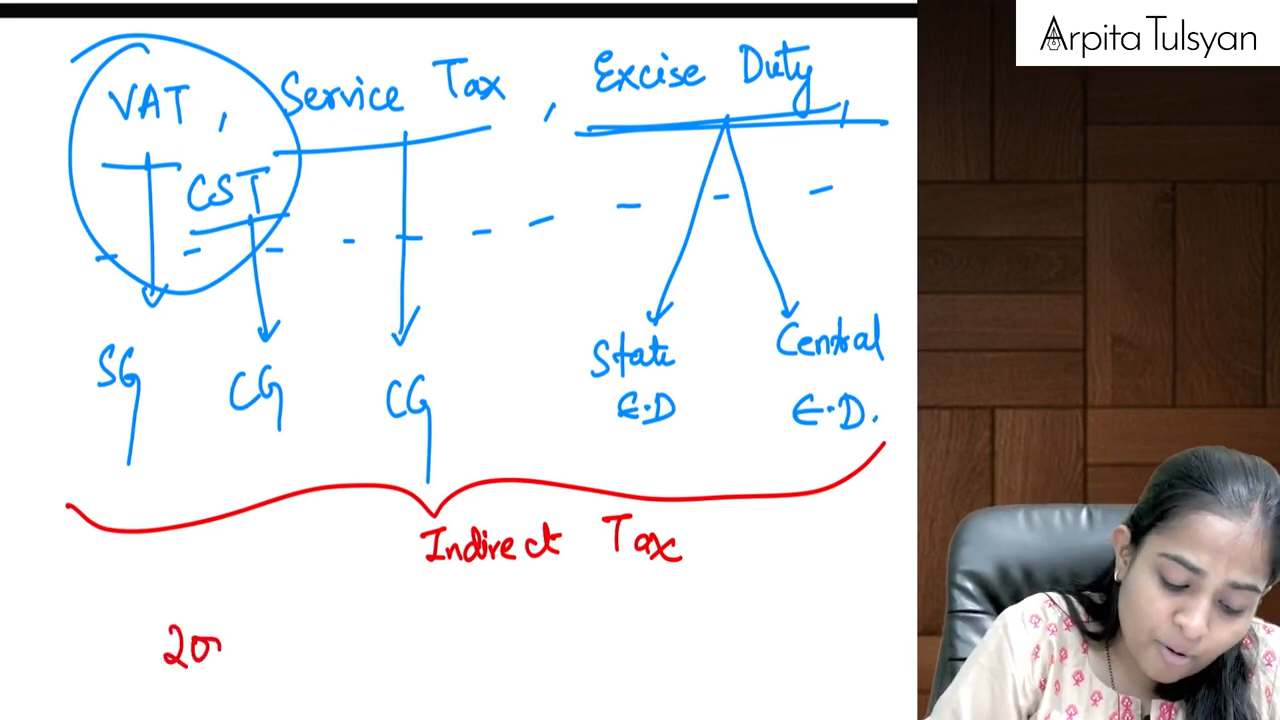 Arpita Tulsyan
VAT, Service Tax, Excise Duty,
CST
SG CG CG State E.D Central E.D.
Indirect Tax
20